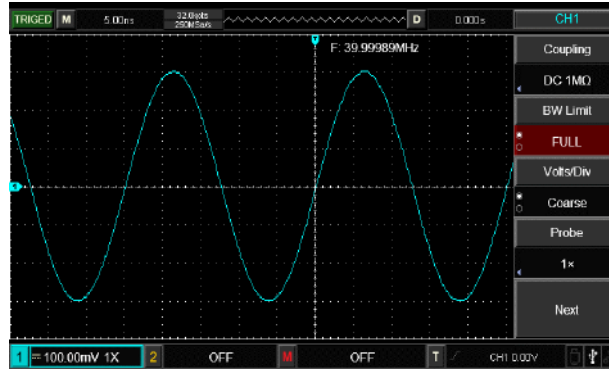 TRIGED M 5.00ns 32.0kpts D 0.000s CH1
250MSa/s
T
F: 39.99989MHz
Coupling
DC 1MΩ
BW Limit
FULL
Volts/Div
1
Coarse
Probe
1×
Next
1 100.00mV 1X 2 OFF M OFF T CH1 0.00V